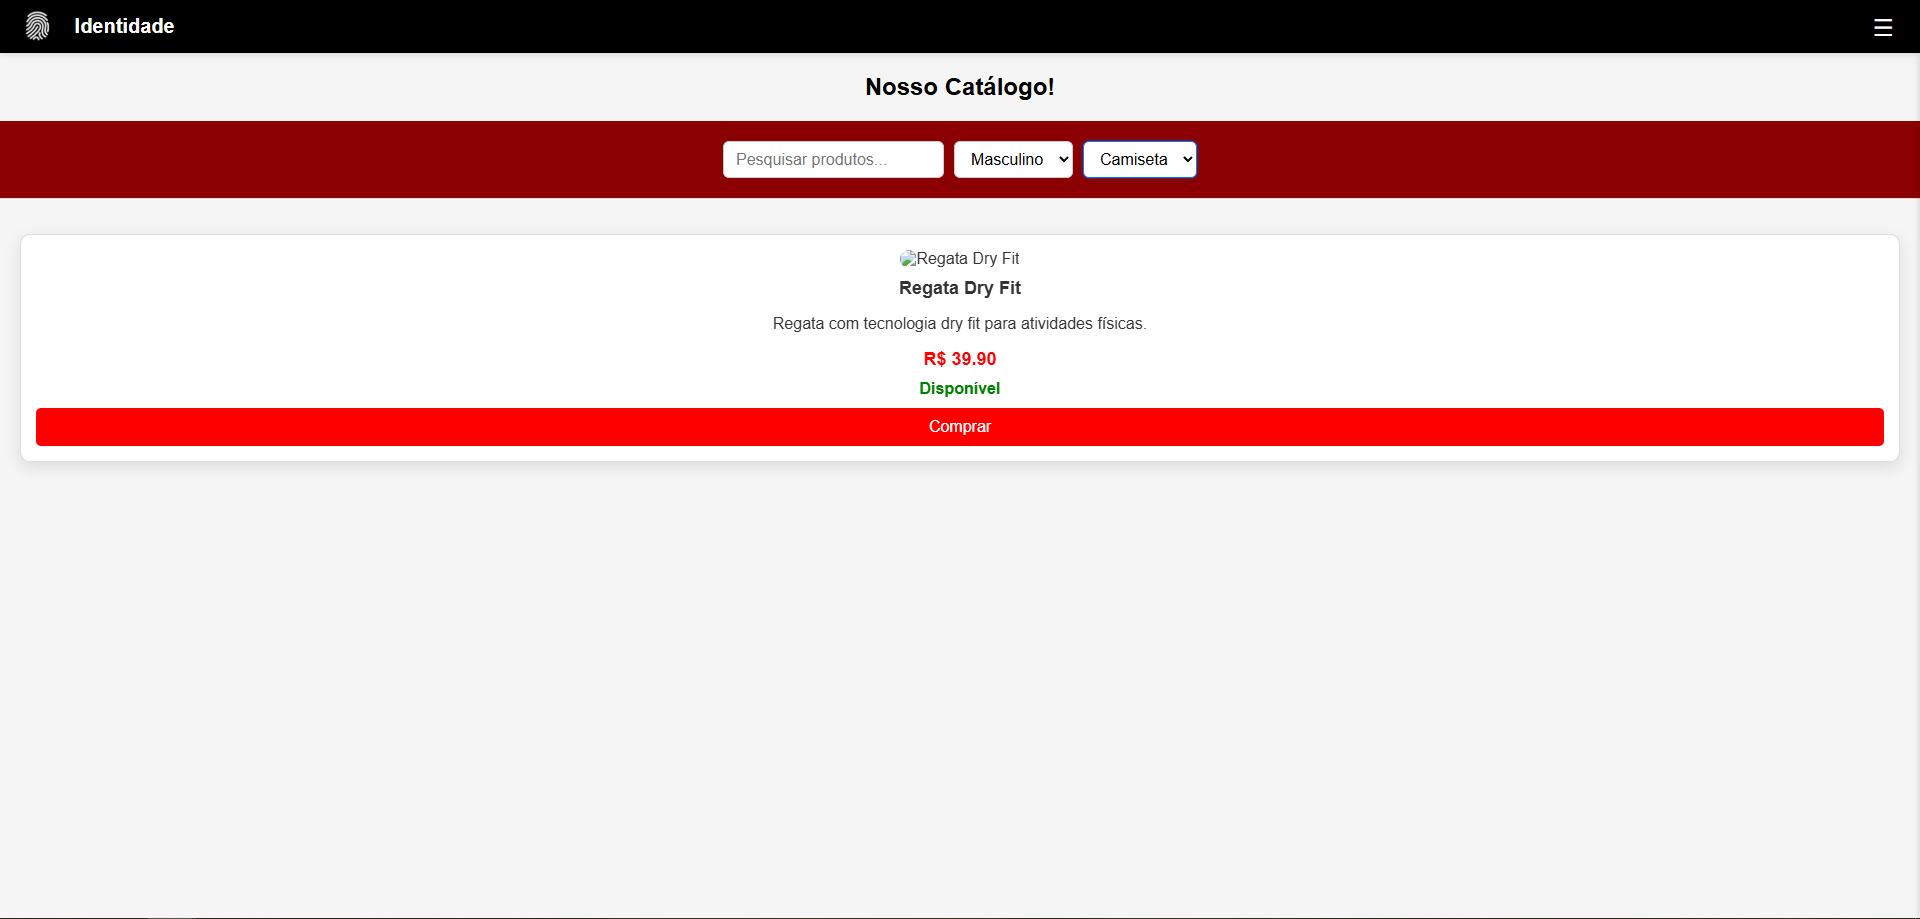 Identidade
☰
Nosso Catálogo!
Pesquisar produtos...
Masculino
Camiseta
Regata Dry Fit
Regata Dry Fit
Regata com tecnologia dry fit para atividades físicas.
R$ 39.90
Disponível
Comprar